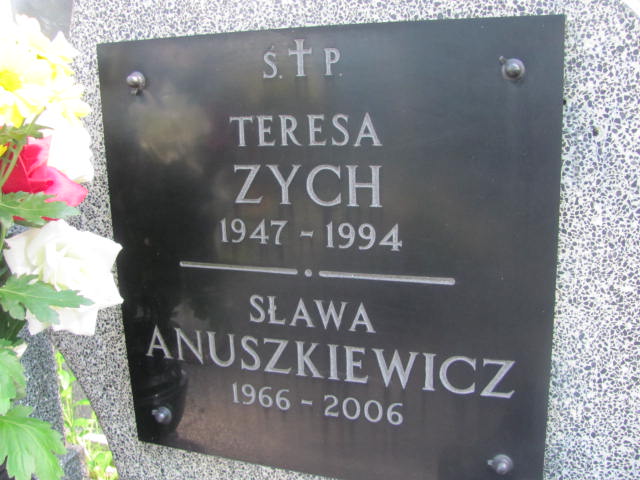 Ś.✝P.
TERESA
ZYCH
1947 - 1994
SŁAWA
ANUSZKIEWICZ
1966 - 2006